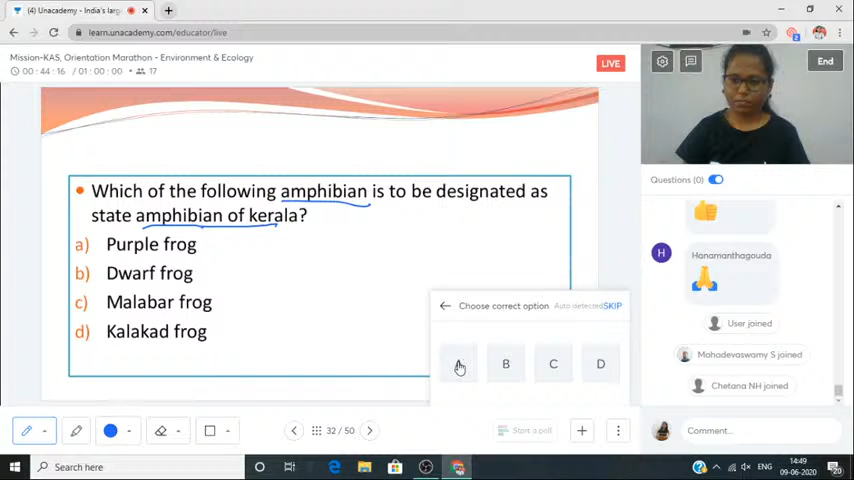 (4) Unacademy - India's larg
learn.unacademy.com/educator/live
2
Mission-KAS, Orientation Marathon - Environment & Ecology
00 : 44 : 16 / 01 : 00 : 00 • 17
LIVE
End
• Which of the following amphibian is to be designated as
state amphibian of kerala?
a) Purple frog
b) Dwarf frog
c) Malabar frog
d) Kalakad frog
Choose correct option
Auto detected
SKIP
A
B
C
D
Questions (0)
H
Hanamanthagouda
User joined
Mahadevaswamy S joined
Chetana NH joined
32 / 50
Start a poll
Comment...
Search here
ENG
14:49
09-06-2020
20